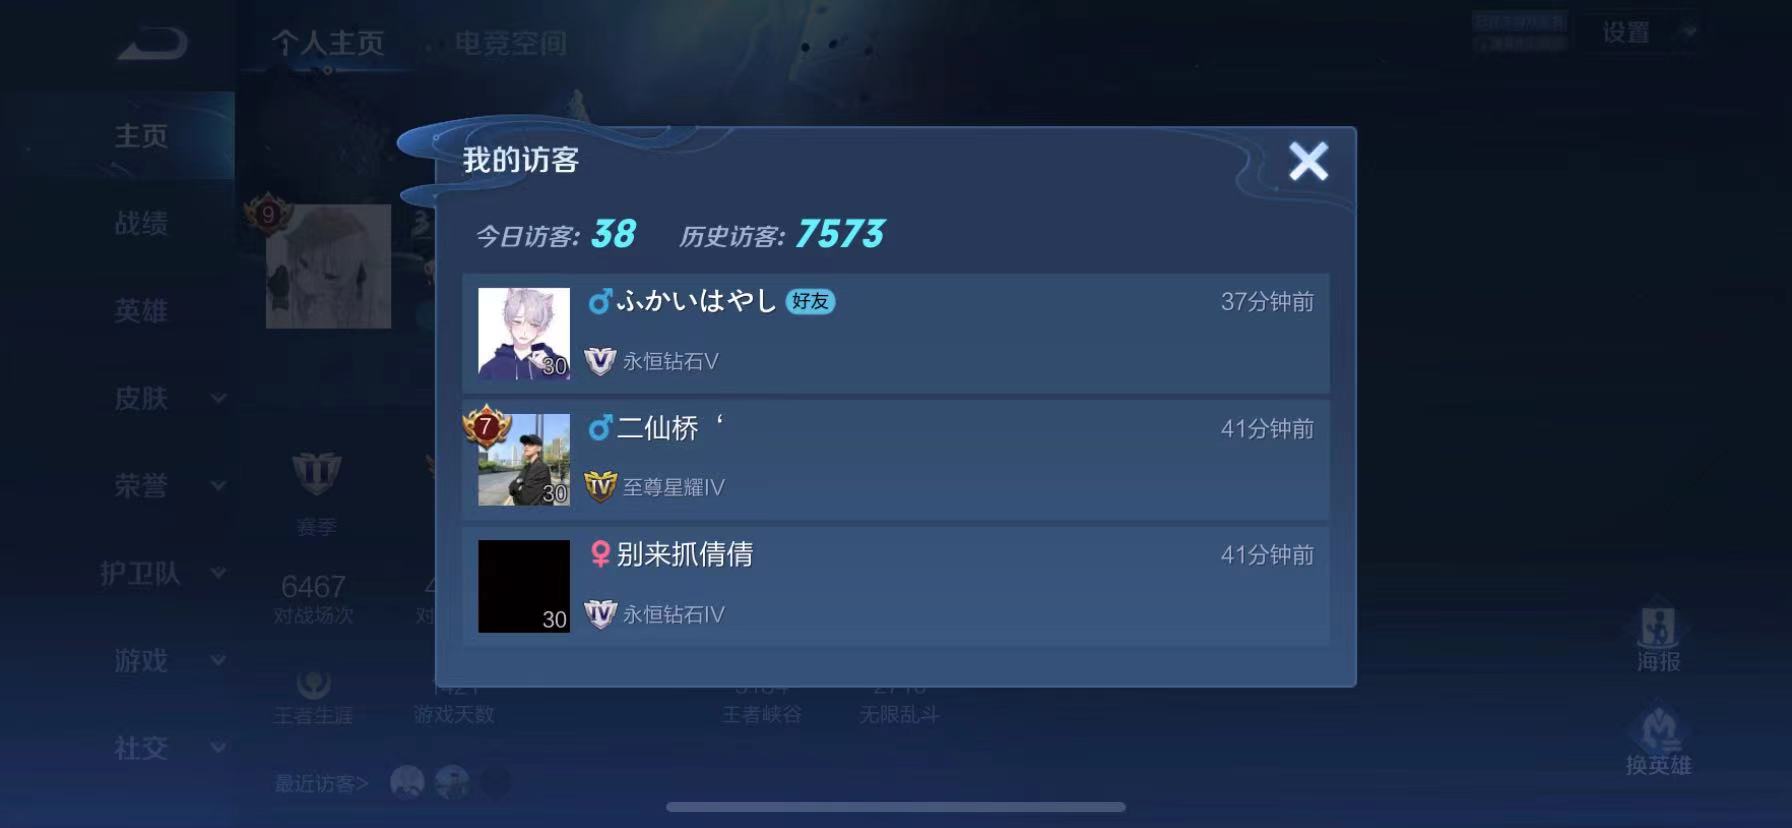 个人主页
电竞空间
设置
主页
战绩
英雄
皮肤
荣誉
护卫队
游戏
社交
9
我的访客
今日访客: 38 历史访客: 7573
ふかいはやし 好友
37分钟前
30
永恒钻石V
7
二仙桥‘
41分钟前
30
至尊星耀IV
别来抓倩倩
41分钟前
30
永恒钻石IV
赛季
6467
对战场次
王者生涯
游戏天数
王者峡谷
无限乱斗
最近访客>
海报
换英雄